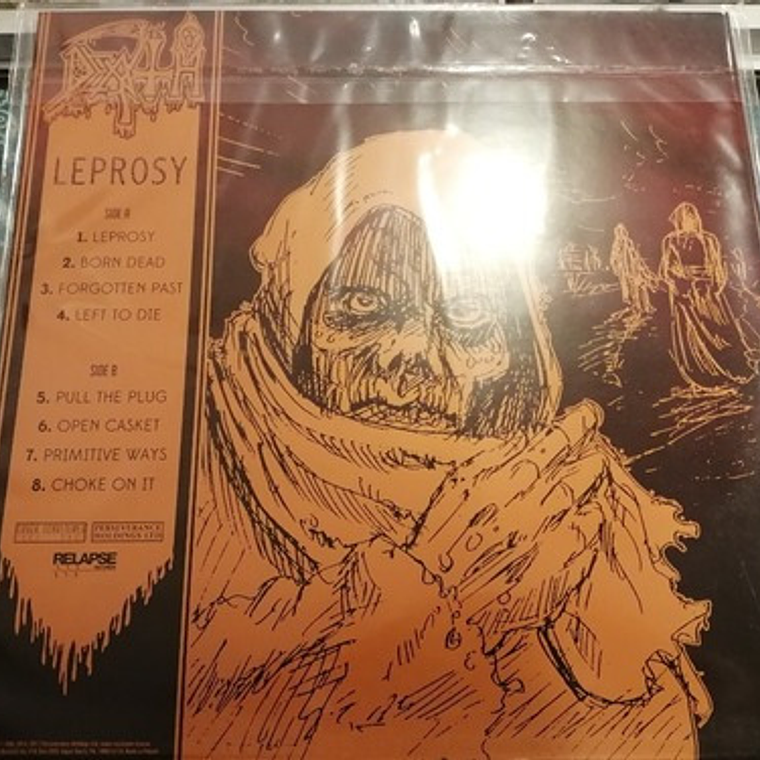 DEATH
LEPROSY
SIDE A
1. LEPROSY
2. BORN DEAD
3. FORGOTTEN PAST
4. LEFT TO DIE
SIDE B
5. PULL THE PLUG
6. OPEN CASKET
7. PRIMITIVE WAYS
8. CHOKE ON IT
PERSEVERANCE
HOLDINGS LTD
RELAPSE